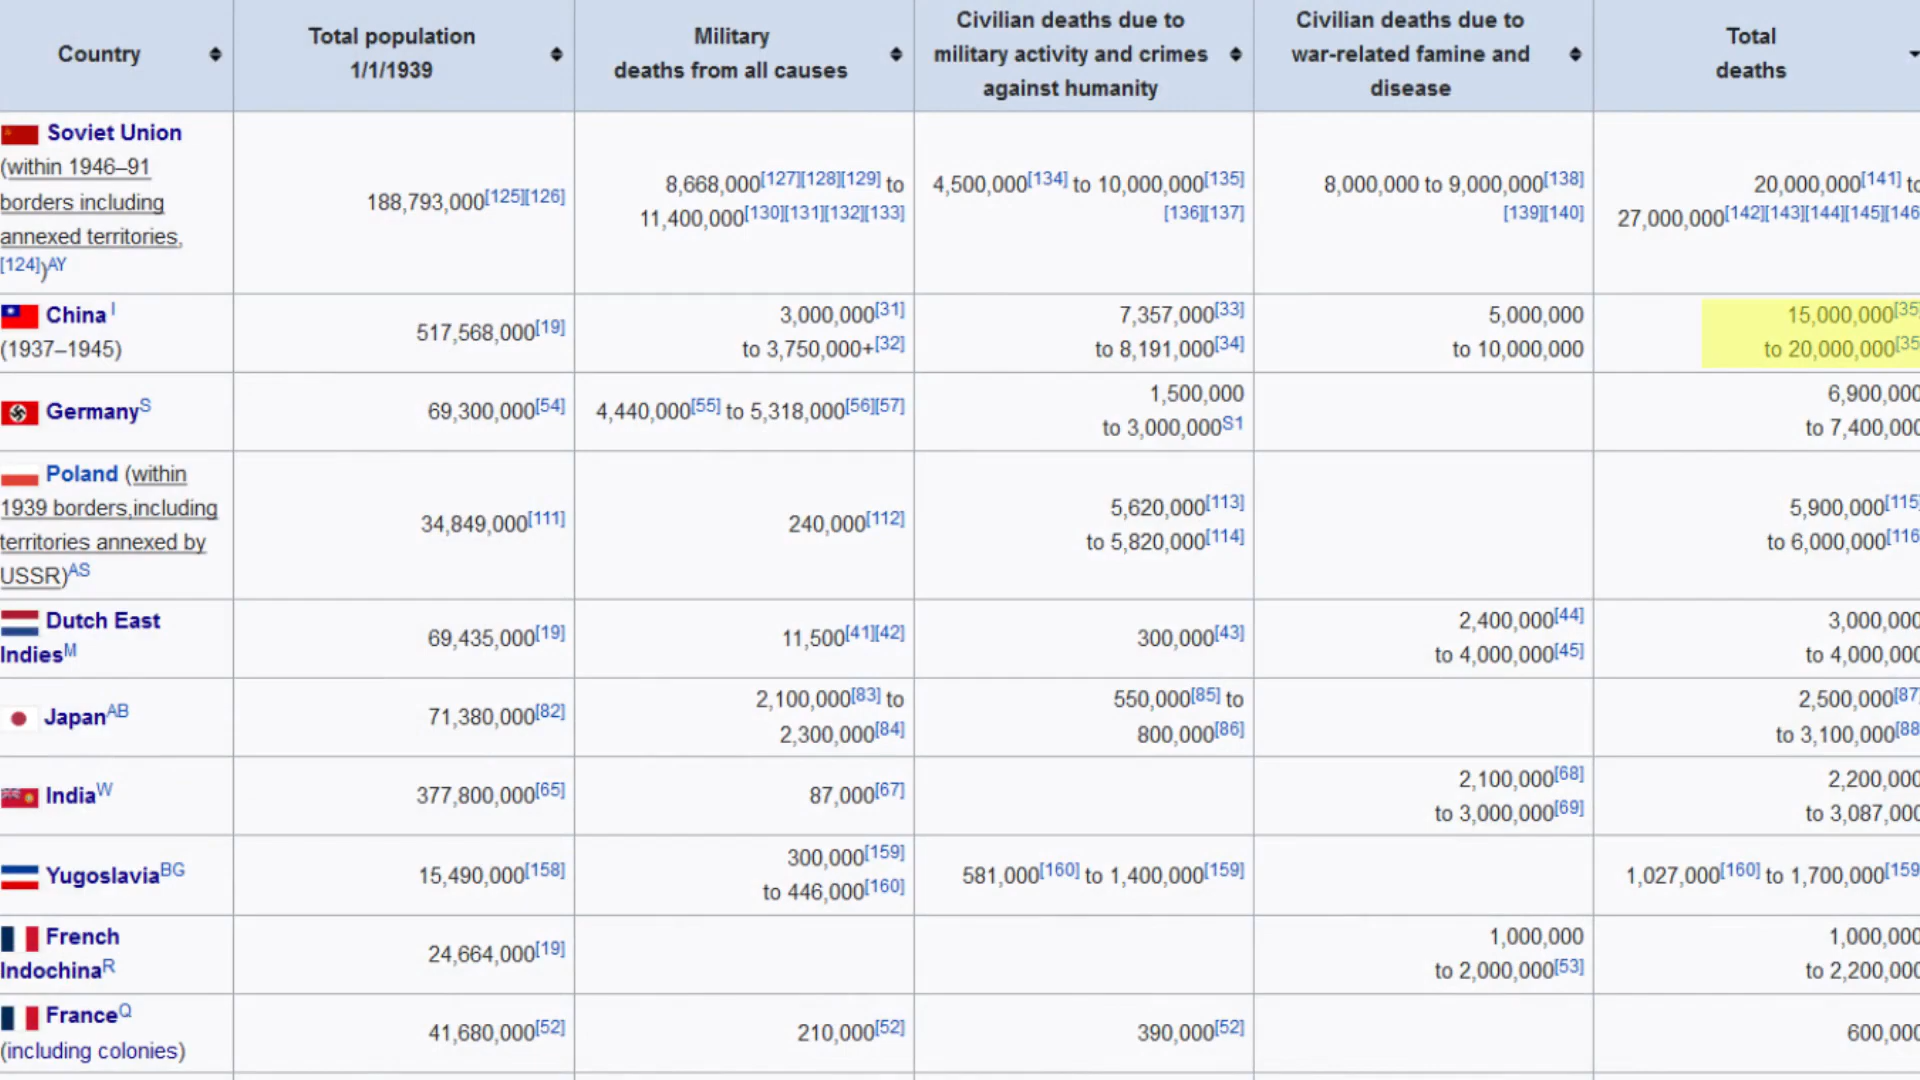 Country
Total population
1/1/1939
Military
deaths from all causes
Civilian deaths due to
military activity and crimes
against humanity
Civilian deaths due to
war-related famine and
disease
Total
deaths
Soviet Union
(within 1946–91
borders including
annexed territories,
[124])AY
188,793,000[125][126]
8,668,000[127][128][129] to
11,400,000[130][131][132][133]
4,500,000[134] to 10,000,000[135]
[136][137]
8,000,000 to 9,000,000[138]
[139][140]
20,000,000[141] to
27,000,000[142][143][144][145][146
China I
(1937–1945)
517,568,000[19]
3,000,000[31]
to 3,750,000+[32]
7,357,000[33]
to 8,191,000[34]
5,000,000
to 10,000,000
15,000,000[35]
to 20,000,000[35
GermanyS
69,300,000[54]
4,440,000[55] to 5,318,000[56][57]
1,500,000
to 3,000,000S1
6,900,000
to 7,400,000
Poland (within
1939 borders,including
territories annexed by
USSR)AS
34,849,000[111]
240,000[112]
5,620,000[113]
to 5,820,000[114]
5,900,000[115]
to 6,000,000[116
Dutch East
IndiesM
69,435,000[19]
11,500[41][42]
300,000[43]
2,400,000[44]
to 4,000,000[45]
3,000,000
to 4,000,000
JapanAB
71,380,000[82]
2,100,000[83] to
2,300,000[84]
550,000[85] to
800,000[86]
2,500,000[87]
to 3,100,000[88
IndiaW
377,800,000[65]
87,000[67]
2,100,000[68]
to 3,000,000[69]
2,200,000
to 3,087,000
YugoslaviaBG
15,490,000[158]
300,000[159]
to 446,000[160]
581,000[160] to 1,400,000[159]
1,027,000[160] to 1,700,000[159
French
IndochinaR
24,664,000[19]
1,000,000
to 2,000,000[53]
1,000,000
to 2,200,000
FranceQ
(including colonies)
41,680,000[52]
210,000[52]
390,000[52]
600,000